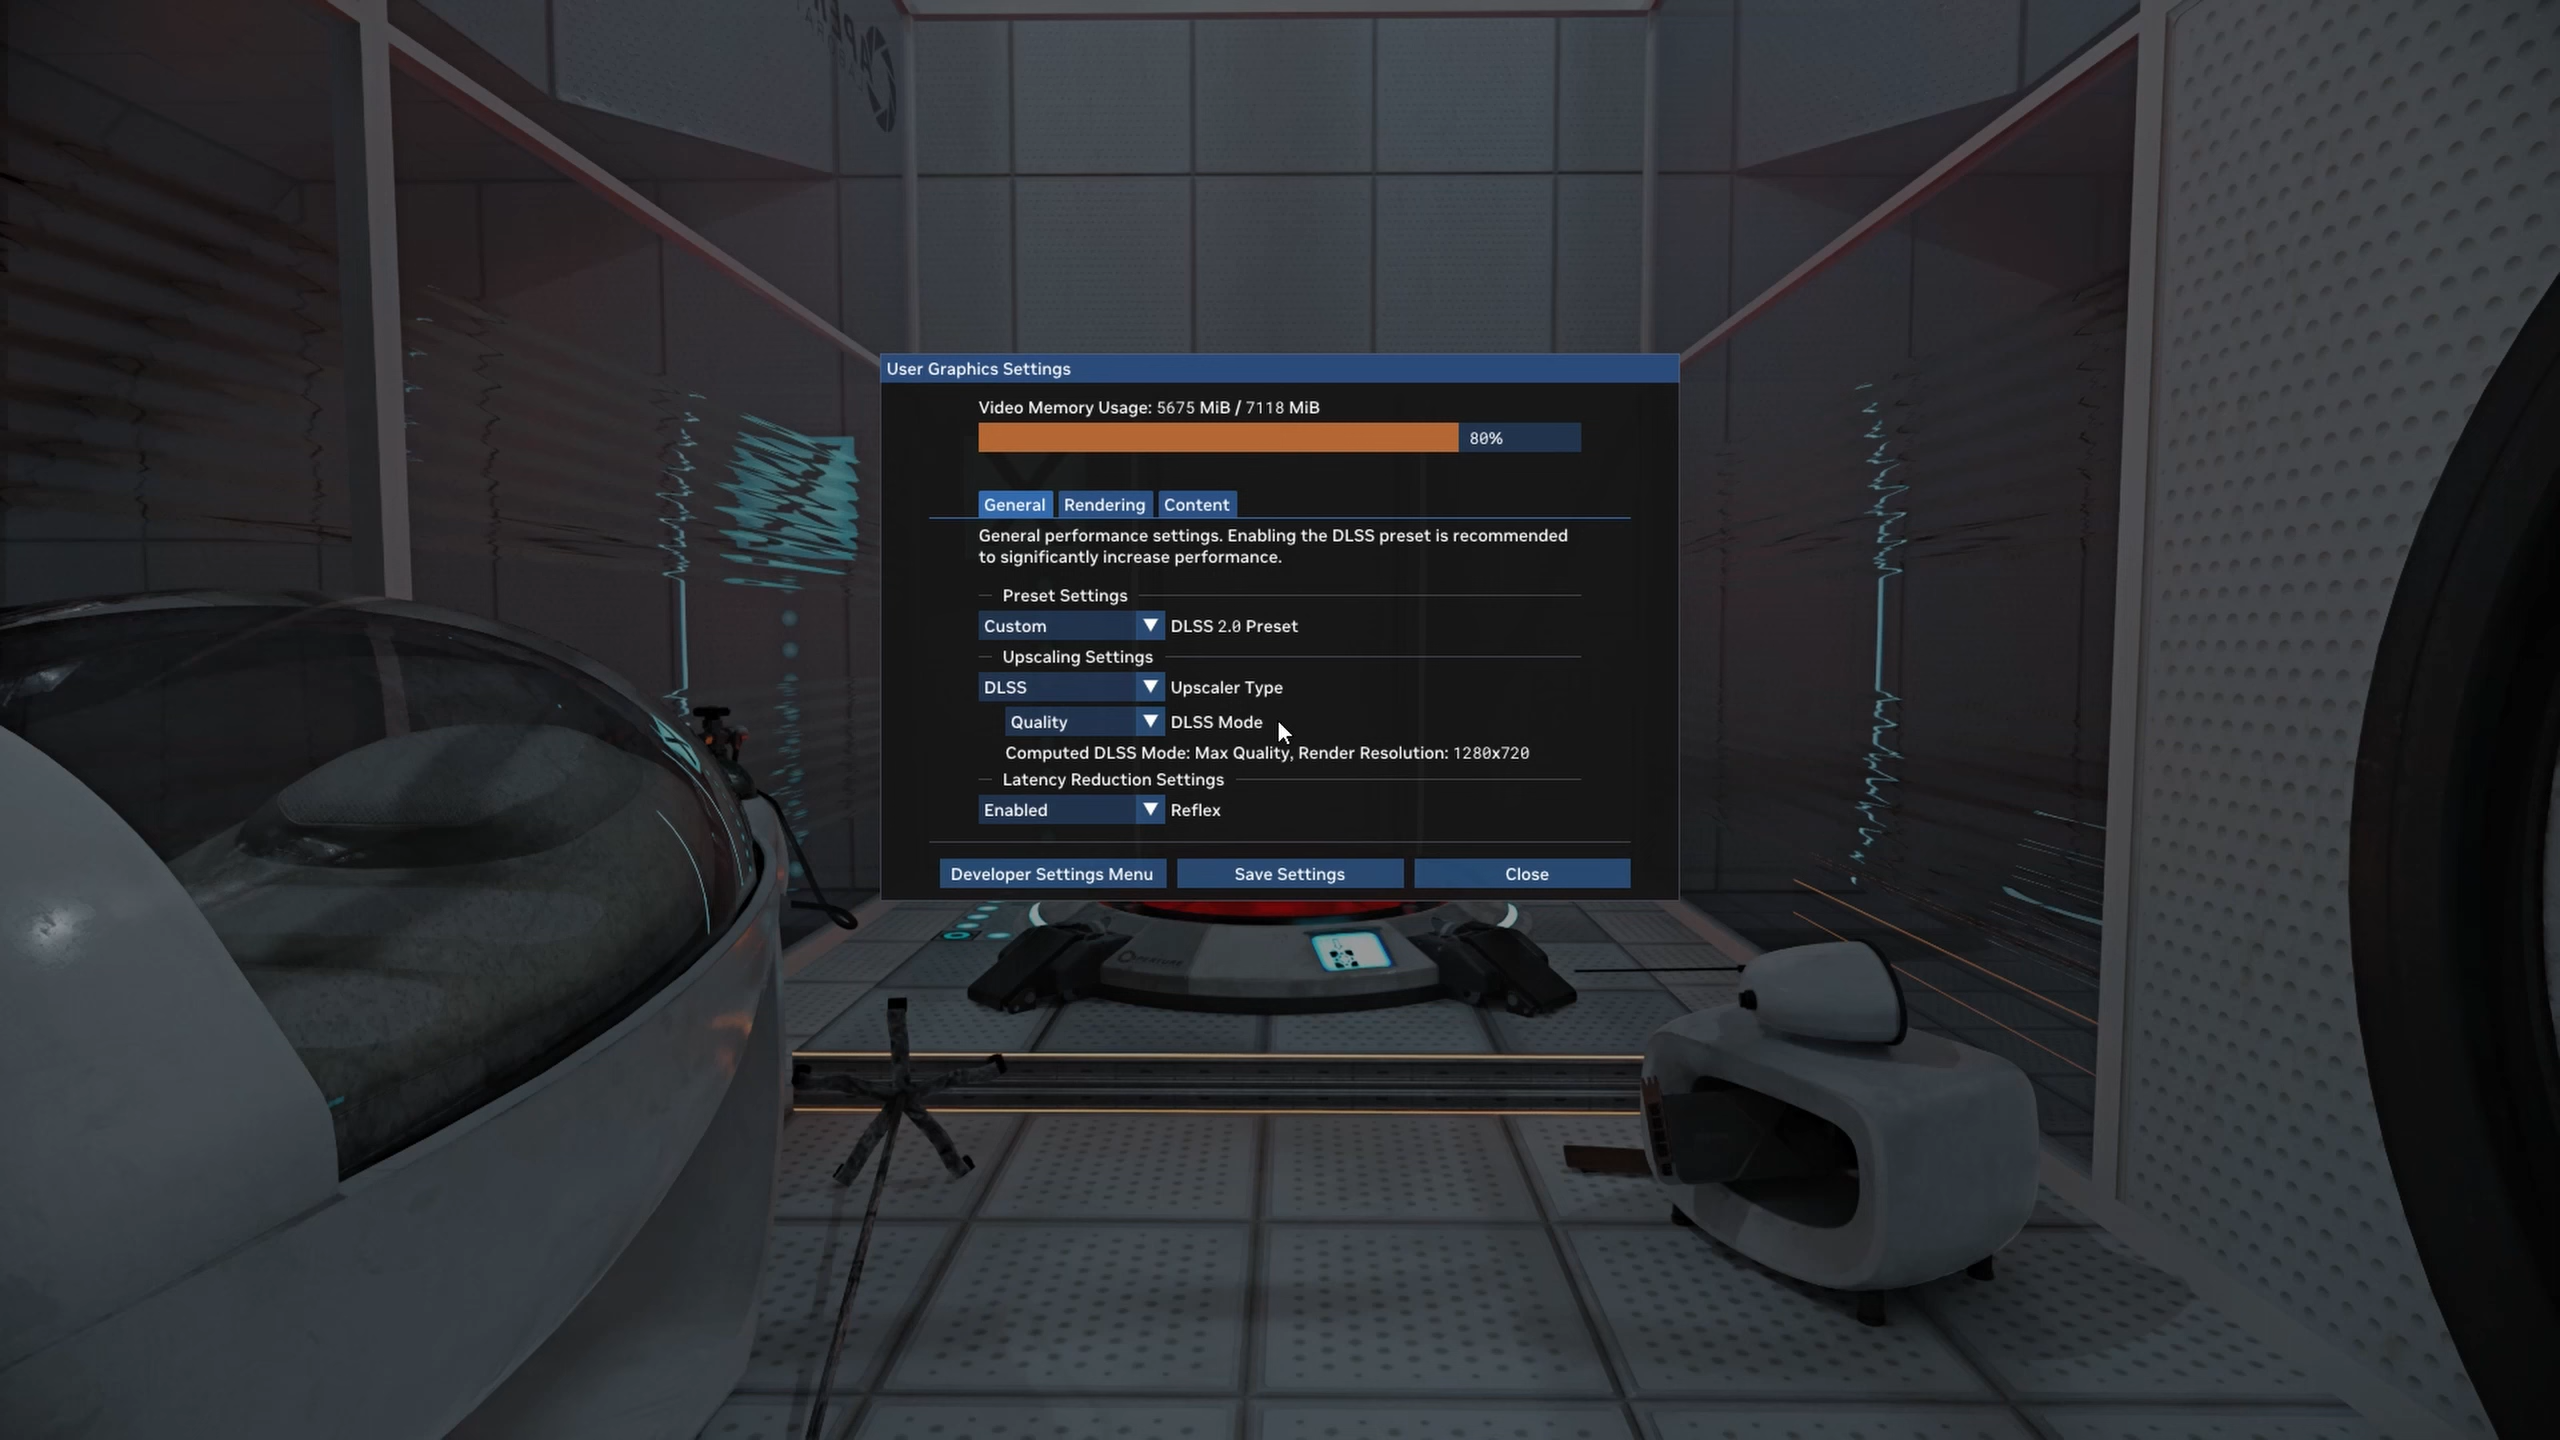 User Graphics Settings
Video Memory Usage: 5675 MiB / 7118 MiB
80%
General Rendering Content
General performance settings. Enabling the DLSS preset is recommended
to significantly increase performance.
Preset Settings
Custom DLSS 2.0 Preset
Upscaling Settings
DLSS Upscaler Type
Quality DLSS Mode
Computed DLSS Mode: Max Quality, Render Resolution: 1280x720
Latency Reduction Settings
Enabled Reflex
Developer Settings Menu Save Settings Close